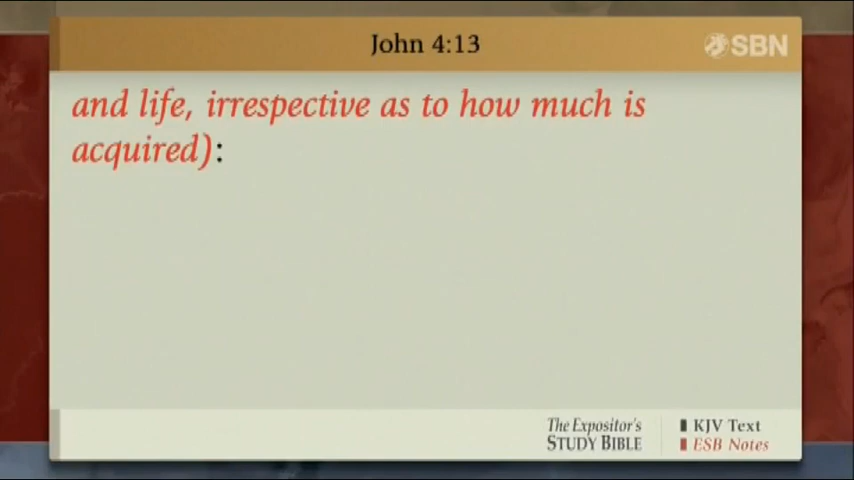 John 4:13
SBN
and life, irrespective as to how much is
acquired):
The Expositor's
STUDY BIBLE
KJV Text
ESB Notes